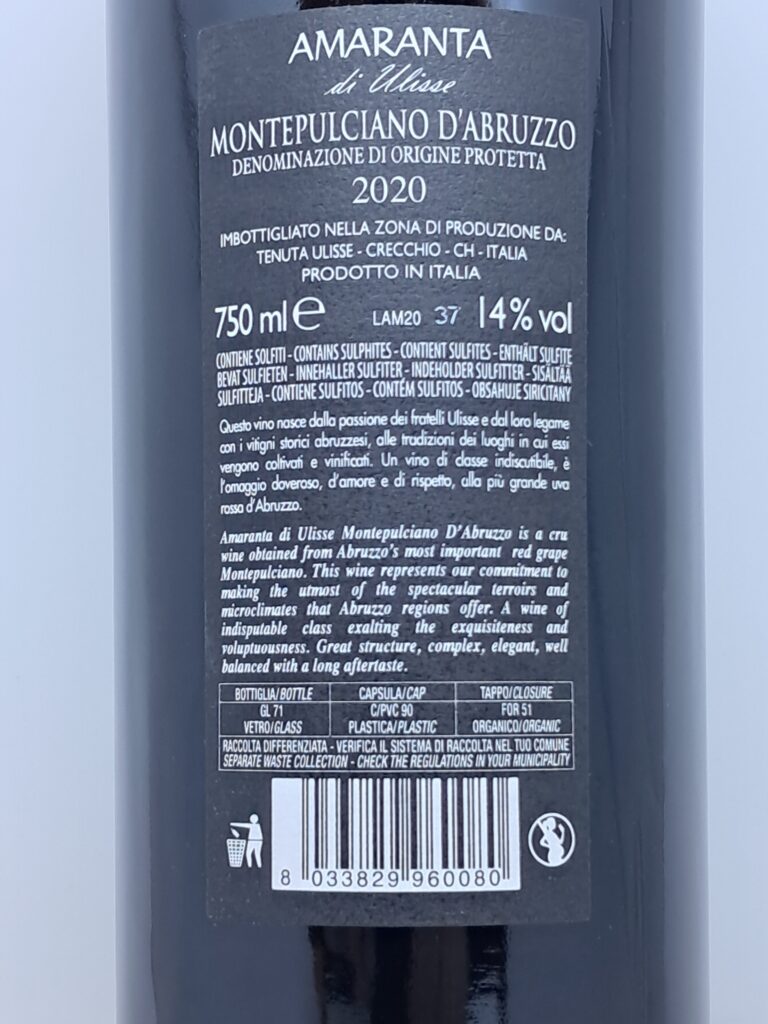 AMARANTA
di Ulisse
MONTEPULCIANO D'ABRUZZO
DENOMINAZIONE DI ORIGINE PROTETTA
2020
IMBOTTIGLIATO NELLA ZONA DI PRODUZIONE DA:
TENUTA ULISSE - CRECCHIO - CH - ITALIA
PRODOTTO IN ITALIA
750 ml e LAM20 37 14% vol
CONTIENE SOLFITI - CONTAINS SULPHITES - CONTIENT SULFITES - ENTHÄLT SULFITE
BEVAT SULFIETEN - INNEHALLER SULFITER - INDEHOLDER SULFITTER - SISÄLTÄÄ
SULFITTEJA - CONTIENE SULFITOS - CONTÉM SULFITOS - OBSAHUJE SIRICITANY
Questo vino nasce dalla passione dei fratelli Ulisse e dal loro legame
con i vitigni storici abruzzesi, alle tradizioni dei luoghi in cui essi
vengono coltivati e vinificati. Un vino di classe indiscutibile, è
l'omaggio doveroso, d'amore e di rispetto, alla più grande uva
rossa d'Abruzzo.
Amaranta di Ulisse Montepulciano D'Abruzzo is a cru
wine obtained from Abruzzo's most important red grape
Montepulciano. This wine represents our commitment to
making the utmost of the spectacular terroirs and
microclimates that Abruzzo regions offer. A wine of
indisputable class exalting the exquisiteness and
voluptuousness. Great structure, complex, elegant, well
balanced with a long aftertaste.
BOTTIGLIA/BOTTLE CAPSULA/CAP TAPPO/CLOSURE
GL 71 C/PVC 90 FOR 51
VETRO/GLASS PLASTICA/PLASTIC ORGANICO/ORGANIC
RACCOLTA DIFFERENZIATA - VERIFICA IL SISTEMA DI RACCOLTA NEL TUO COMUNE
SEPARATE WASTE COLLECTION - CHECK THE REGULATIONS IN YOUR MUNICIPALITY
8 033829 960080